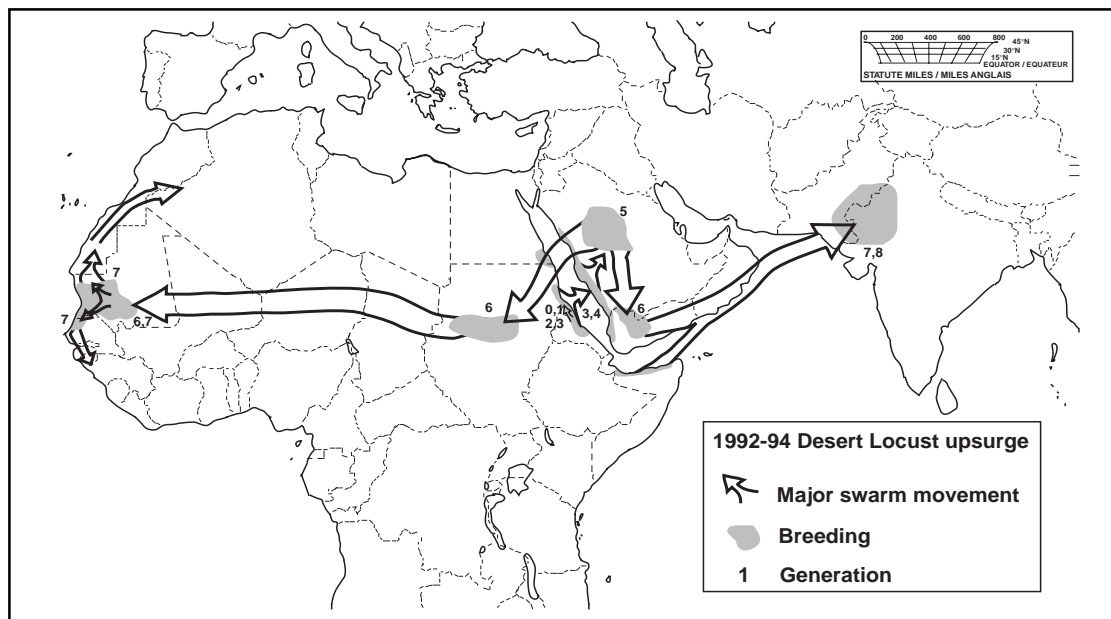 0 200 400 600 800
45°N
30°N
15°N
EQUATOR / EQUATEUR
STATUTE MILES / MILES ANGLAIS
5
7,8
7
6
0,1
2,3
3,4
6
7
6,7
1992-94 Desert Locust upsurge
Major swarm movement
Breeding
1 Generation